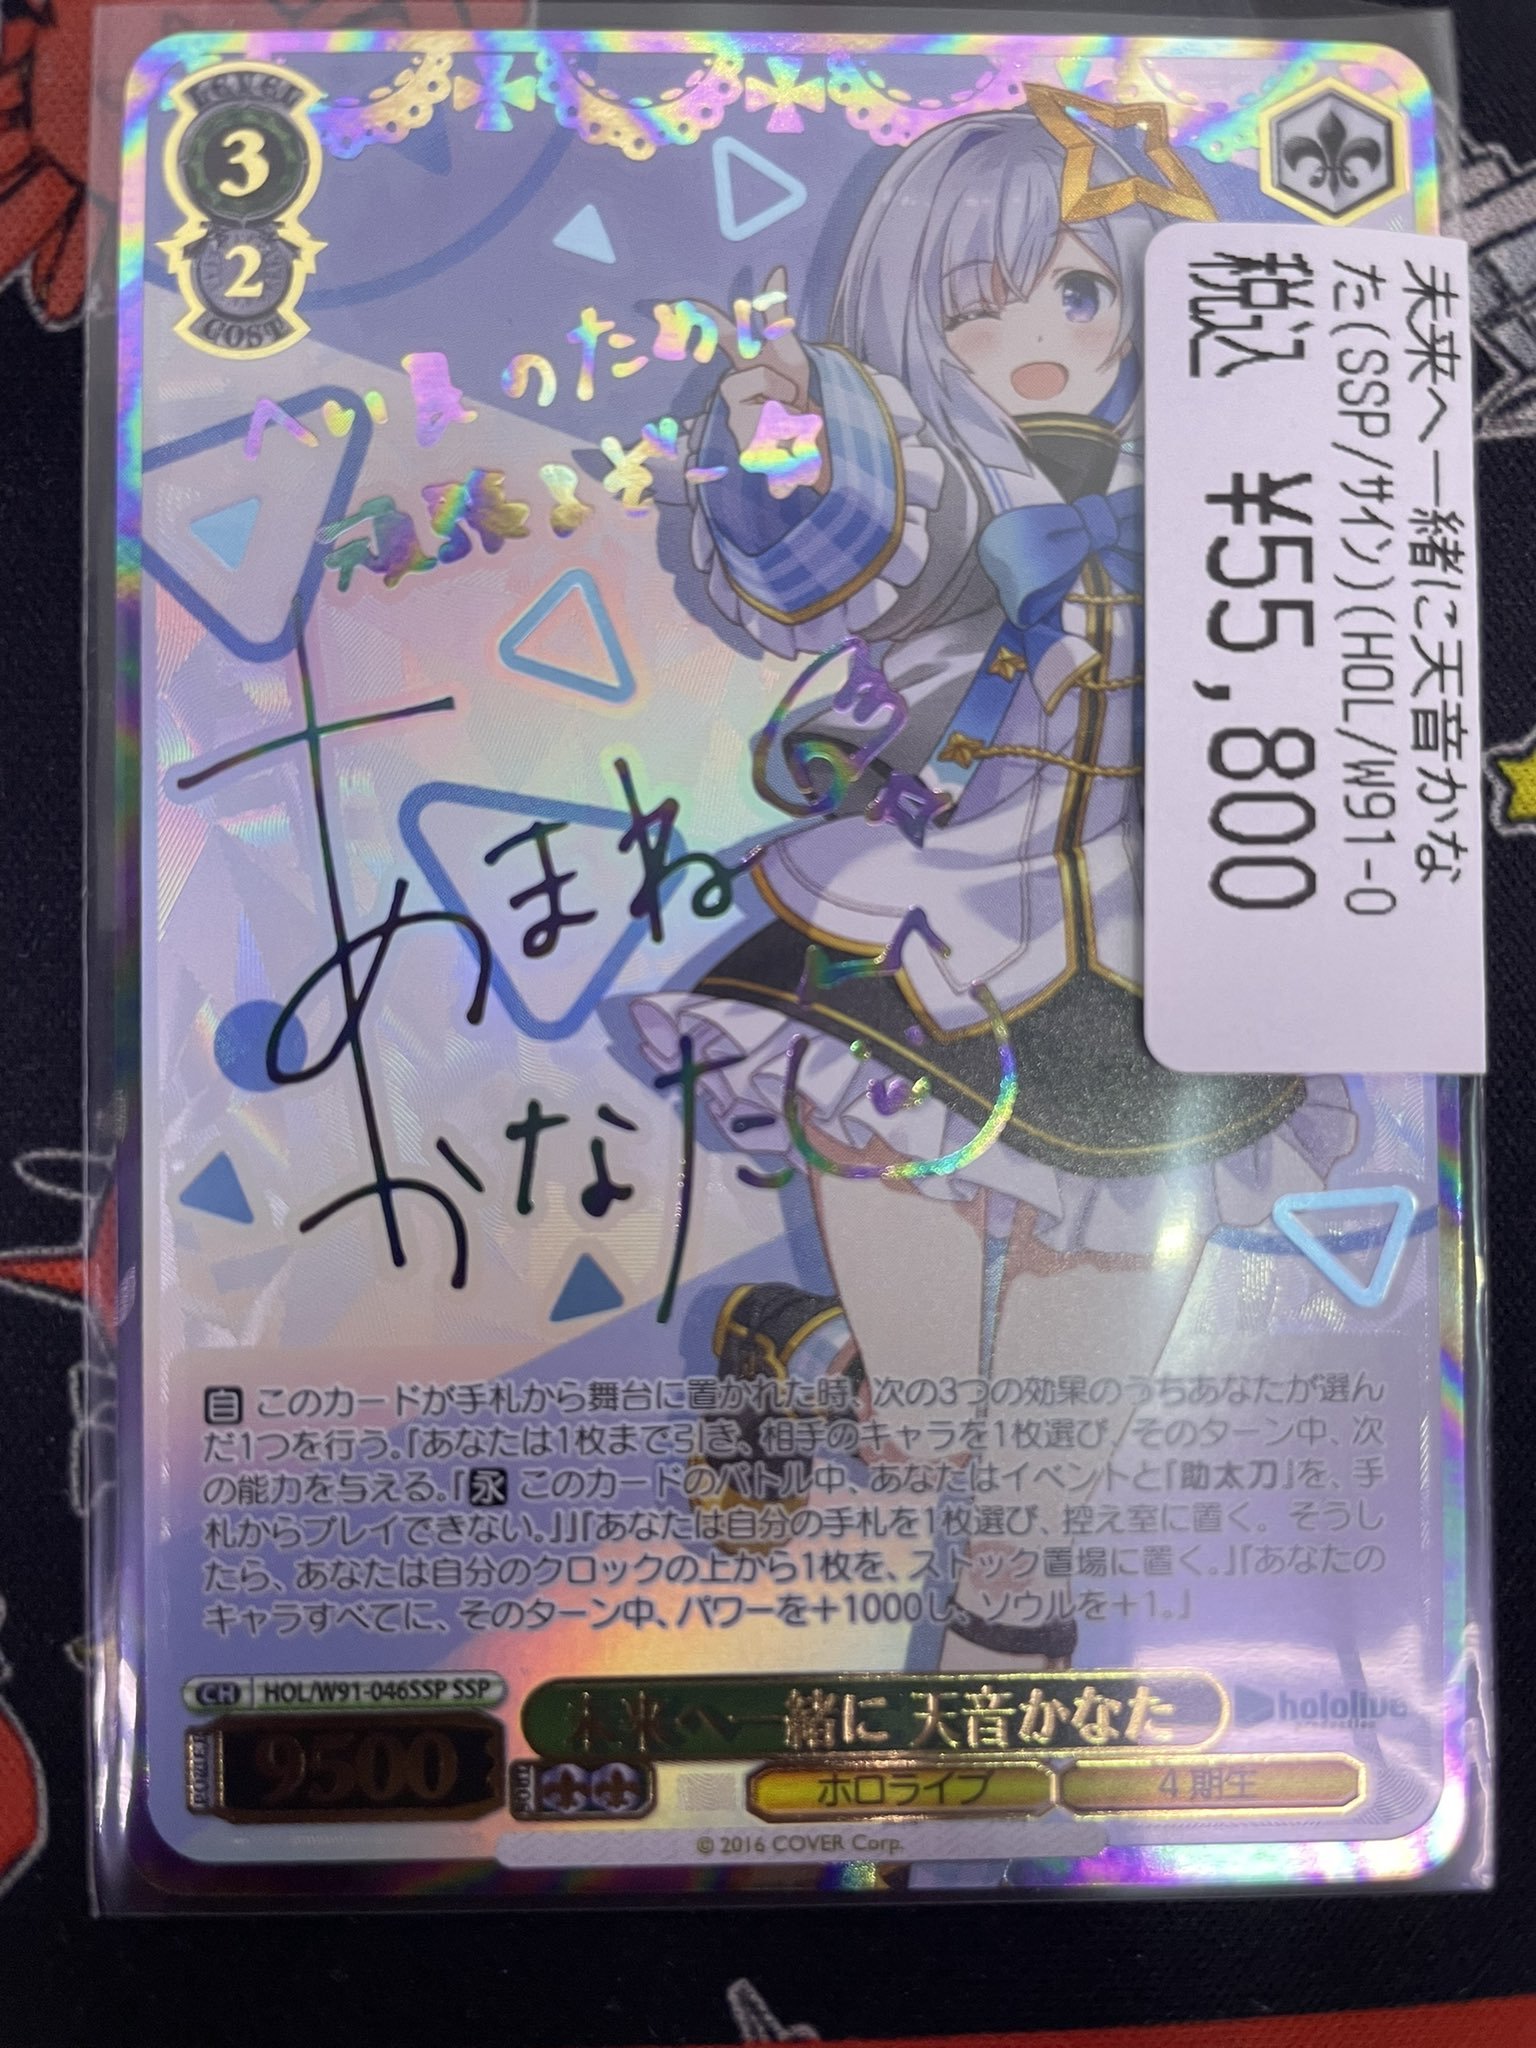 LEVEL
3
2
COST
へいまのために
頑張るぞー
あまね
かなた
未来へ一緒に天音かな
た(SSP/サイン)(HOL/W91-0
税込 ¥55,800
自 このカードが手札から舞台に置かれた時、次の3つの効果のうちあなたが選ん
だ1つを行う。「あなたは1枚まで引き、相手のキャラを1枚選び、そのターン中、次
の能力を与える。『永 このカードのバトル中、あなたはイベントと「助太刀」を、手
札からプレイできない。』」「あなたは自分の手札を1枚選び、控え室に置く。そうし
たら、あなたは自分のクロックの上から1枚を、ストック置場に置く。」「あなたの
キャラすべてに、そのターン中、パワーを+1000し、ソウルを+1。」
CH HOL/W91-046SSP SSP
未来へ一緒に 天音かなた
hololive
production
POWER 9500
SOUL
ホロライブ
4期生
© 2016 COVER Corp.